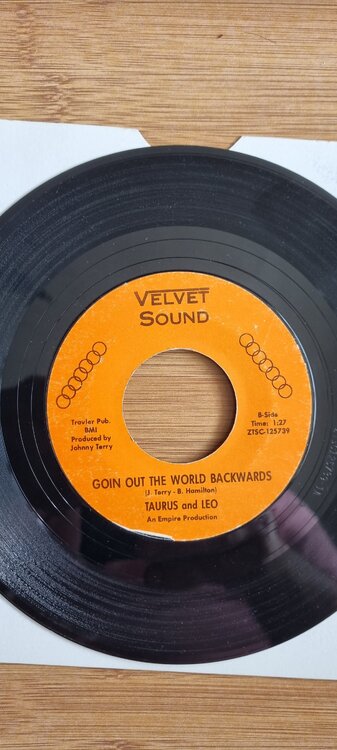 VELVET
SOUND
Travler Pub.
BMI
Produced by
Johnny Terry
B-Side
Time: 1:27
ZTSC-125739
GOIN OUT THE WORLD BACKWARDS
(J. Terry - B. Hamilton)
TAURUS and LEO
An Empire Production